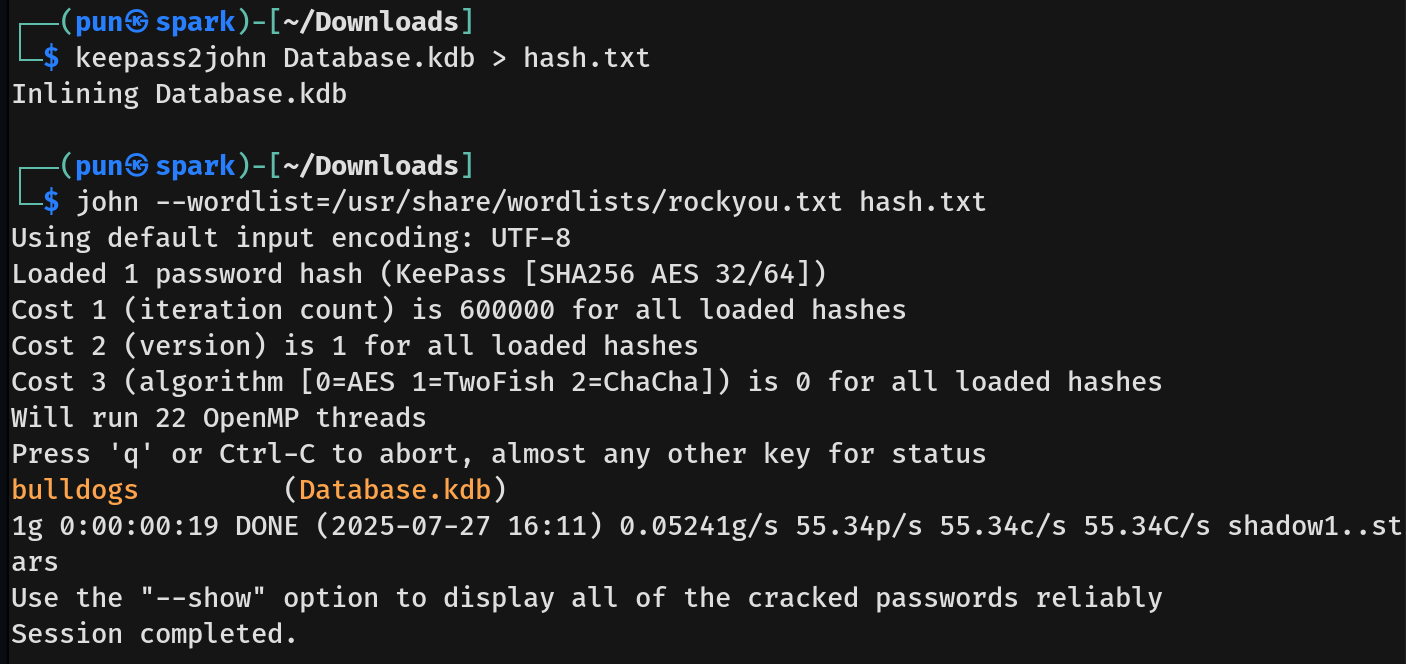 ┌──(pun㉿spark)-[~/Downloads]
└─$ keepass2john Database.kdb > hash.txt
Inlining Database.kdb
┌──(pun㉿spark)-[~/Downloads]
└─$ john --wordlist=/usr/share/wordlists/rockyou.txt hash.txt
Using default input encoding: UTF-8
Loaded 1 password hash (KeePass [SHA256 AES 32/64])
Cost 1 (iteration count) is 600000 for all loaded hashes
Cost 2 (version) is 1 for all loaded hashes
Cost 3 (algorithm [0=AES 1=TwoFish 2=ChaCha]) is 0 for all loaded hashes
Will run 22 OpenMP threads
Press 'q' or Ctrl-C to abort, almost any other key for status
bulldogs         (Database.kdb)
1g 0:00:00:19 DONE (2025-07-27 16:11) 0.05241g/s 55.34p/s 55.34c/s 55.34C/s shadow1..st
ars
Use the "--show" option to display all of the cracked passwords reliably
Session completed.